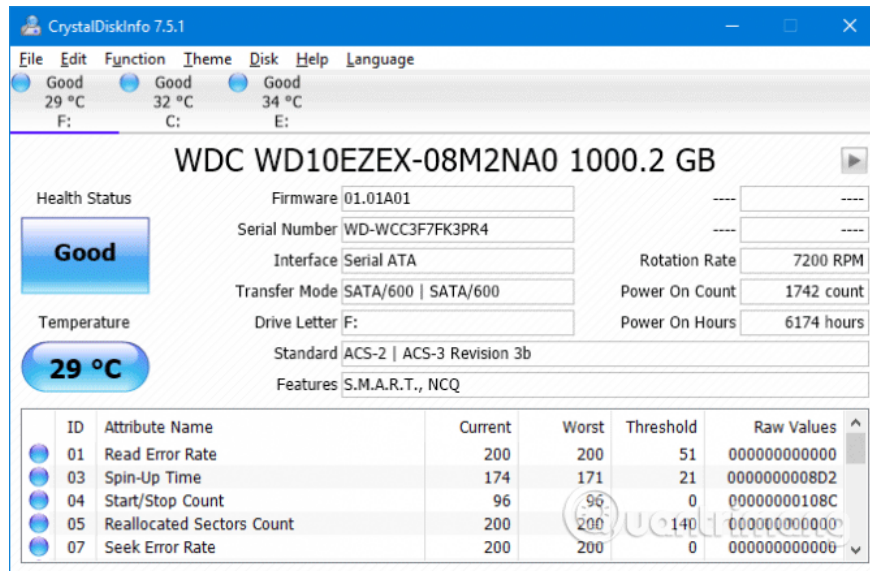 CrystalDiskInfo 7.5.1
File Edit Function Theme Disk Help Language
Good Good Good
29 °C 32 °C 34 °C
F: C: E:
WDC WD10EZEX-08M2NA0 1000.2 GB
Health Status
Good
Temperature
29 °C
Firmware 01.01A01 ---- ----
Serial Number WD-WCC3F7FK3PR4 ---- ----
Interface Serial ATA Rotation Rate 7200 RPM
Transfer Mode SATA/600 | SATA/600 Power On Count 1742 count
Drive Letter F: Power On Hours 6174 hours
Standard ACS-2 | ACS-3 Revision 3b
Features S.M.A.R.T., NCQ
ID Attribute Name Current Worst Threshold Raw Values
01 Read Error Rate 200 200 51 000000000000
03 Spin-Up Time 174 171 21 0000000008D2
04 Start/Stop Count 96 96 0 00000000108C
05 Reallocated Sectors Count 200 200 140 000000000000
07 Seek Error Rate 200 200 0 000000000000
Quantrimang